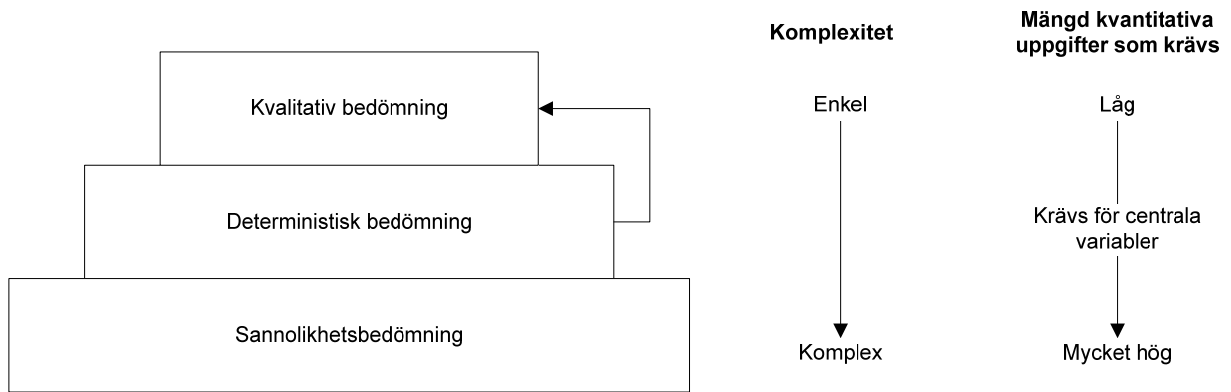 Kvalitativ bedömning
Deterministisk bedömning
Sannolikhetsbedömning
Komplexitet
Enkel
Komplex
Mängd kvantitativa
uppgifter som krävs
Låg
Krävs för centrala
variabler
Mycket hög